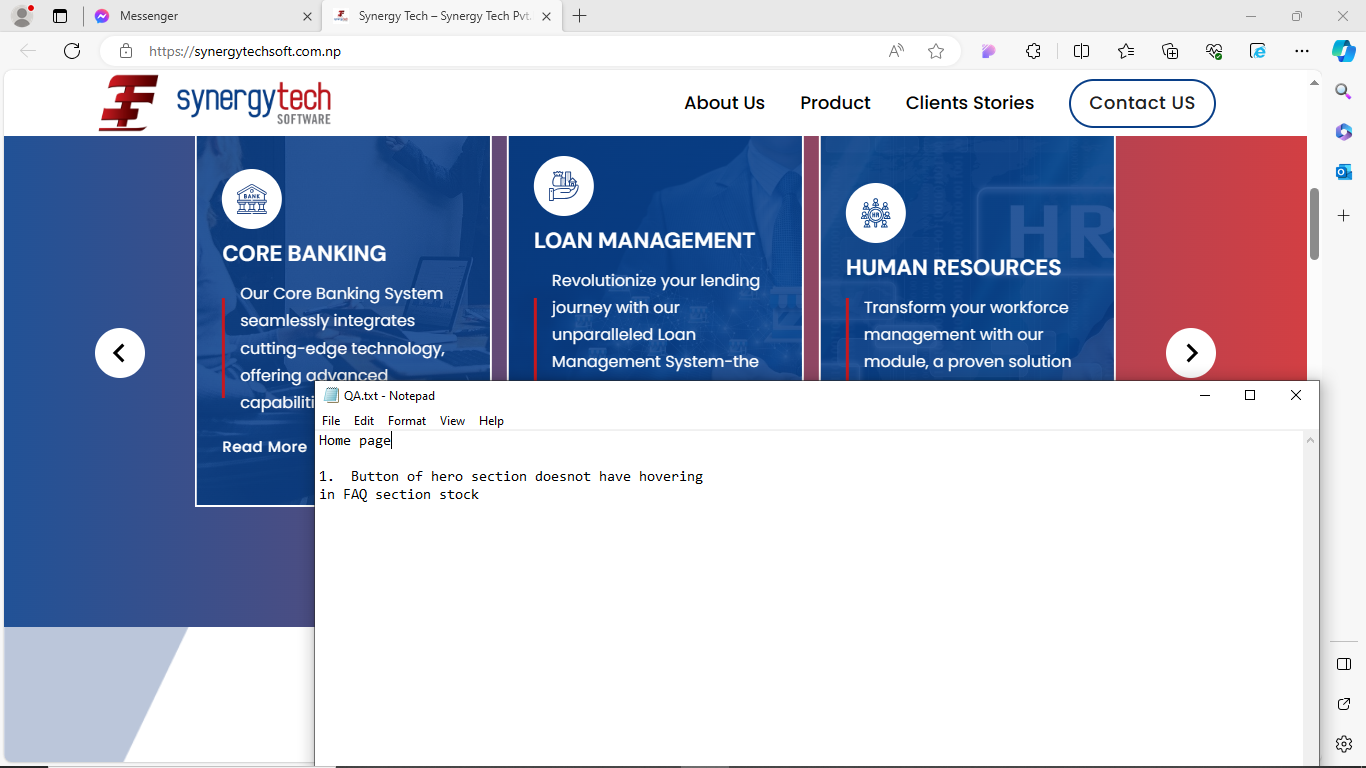 Messenger
Synergy Tech – Synergy Tech Pvt.
https://synergytechsoft.com.np
synergytech
SOFTWARE
About Us
Product
Clients Stories
Contact US
BANK
CORE BANKING
Our Core Banking System
seamlessly integrates
cutting-edge technology,
offering advanced
capabiliti
Read More
LOAN MANAGEMENT
Revolutionize your lending
journey with our
unparalleled Loan
Management System-the
HR
HR
HUMAN RESOURCES
Transform your workforce
management with our
module, a proven solution
QA.txt - Notepad
File Edit Format View Help
Home page
1. Button of hero section doesnot have hovering
in FAQ section stock